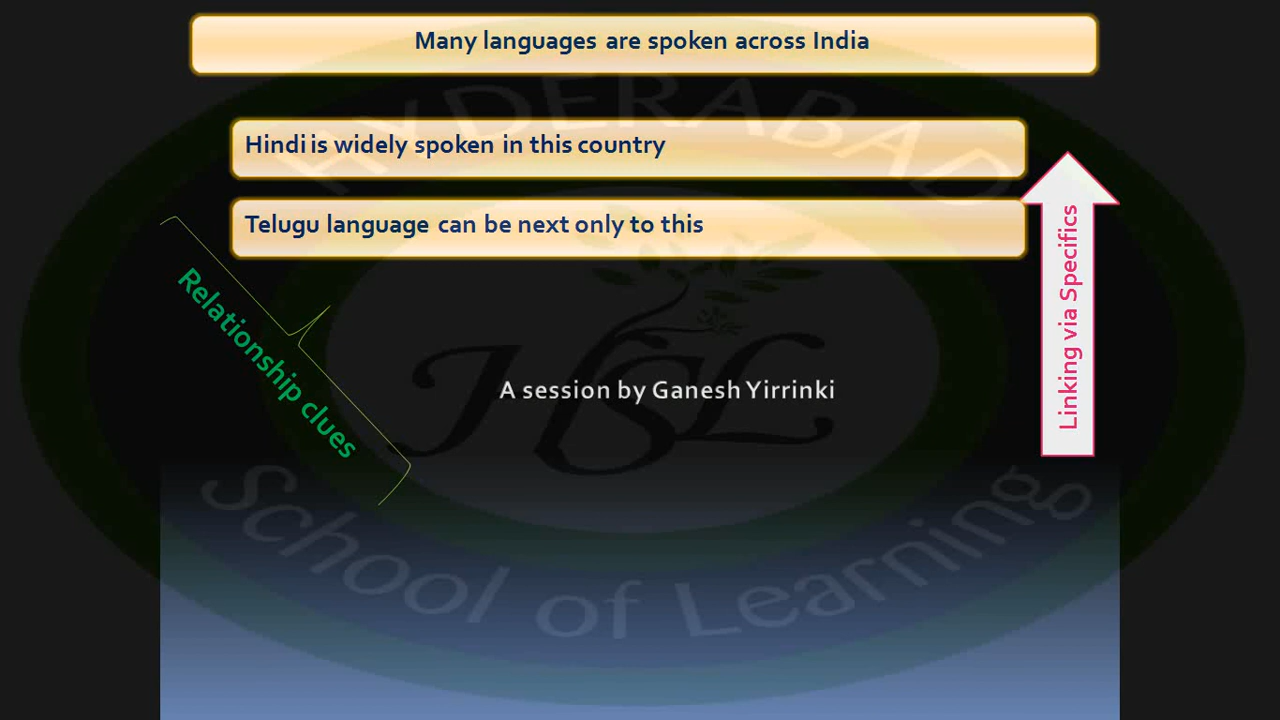 Many languages are spoken across India
Hindi is widely spoken in this country
Telugu language can be next only to this
Relationship clues
Linking via Specifics
A session by Ganesh Yirrinki
HYDERABAD
HSL
School of Learning